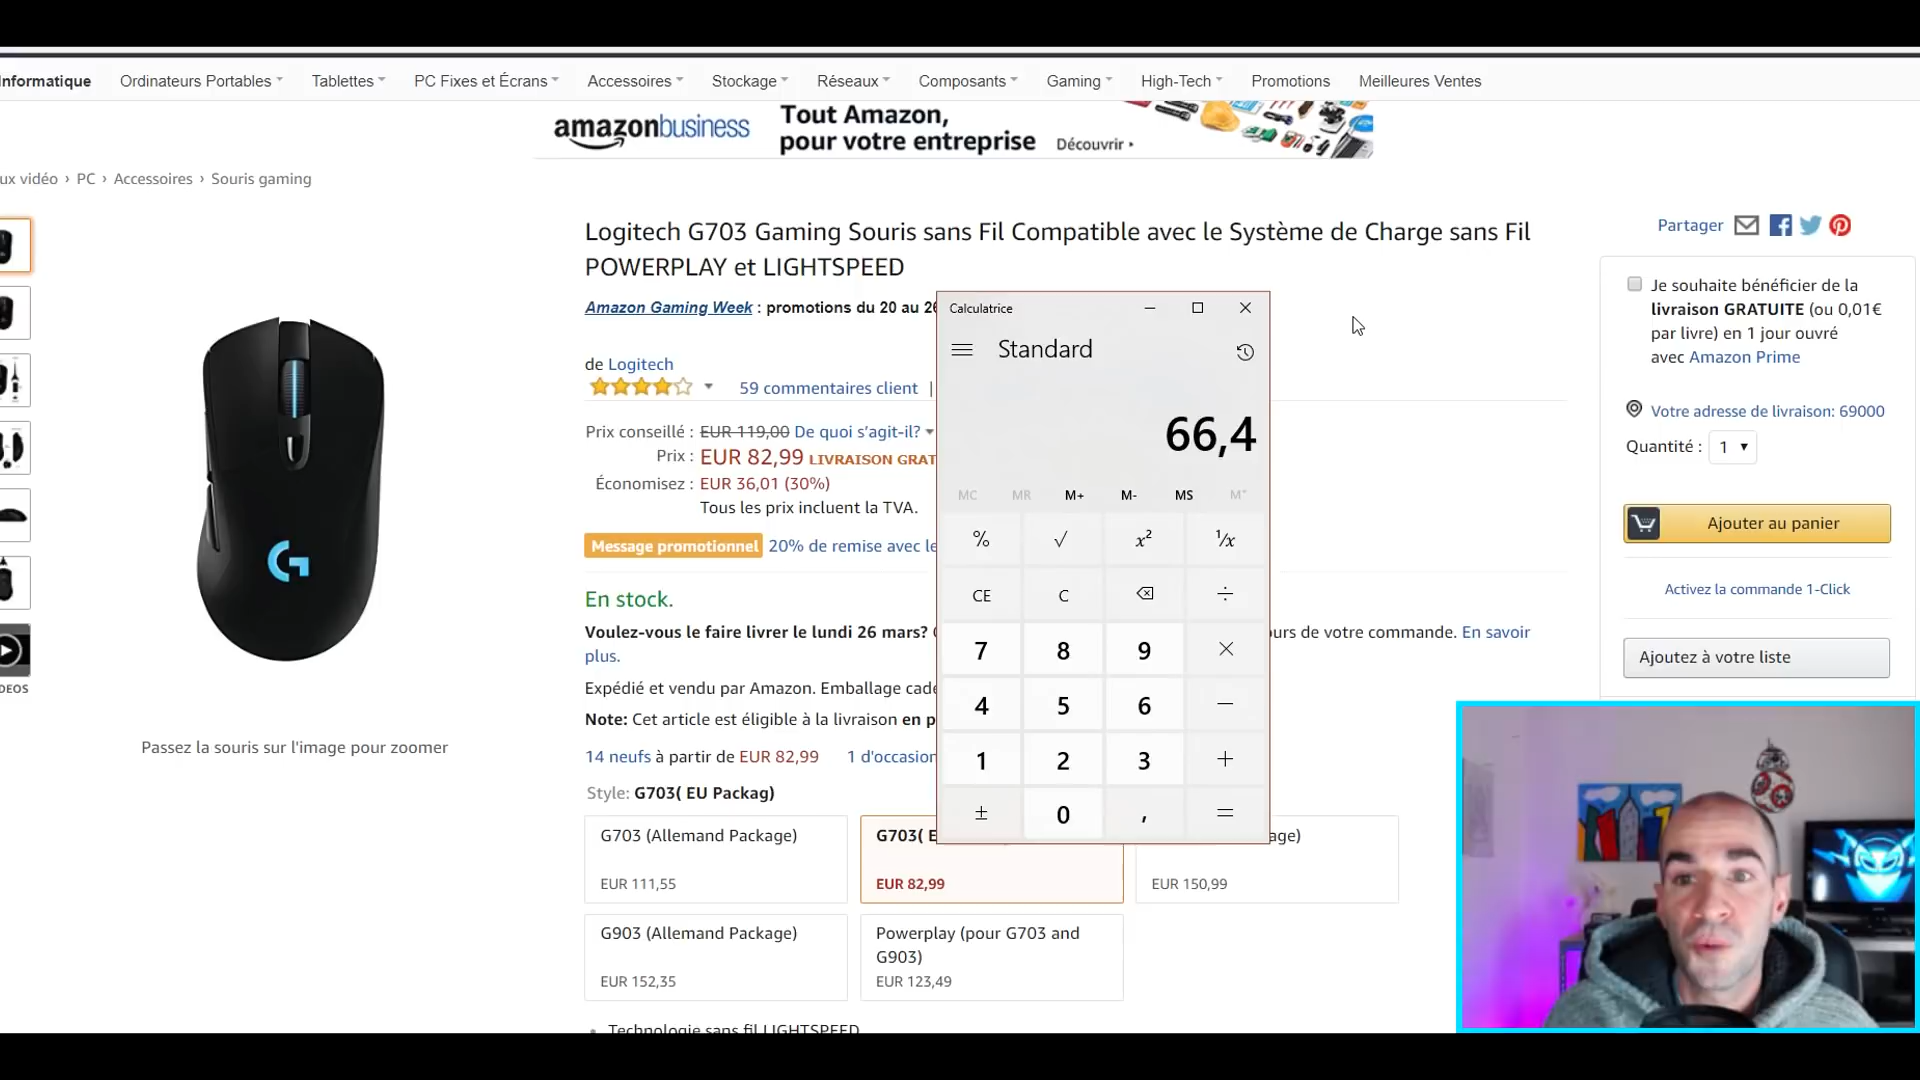 Informatique Ordinateurs Portables Tablettes PC Fixes et Écrans Accessoires Stockage Réseaux Composants Gaming High-Tech Promotions Meilleures Ventes
amazonbusiness
Tout Amazon,
pour votre entreprise
Découvrir
ux vidéo › PC › Accessoires › Souris gaming
Logitech G703 Gaming Souris sans Fil Compatible avec le Système de Charge sans Fil
POWERPLAY et LIGHTSPEED
Amazon Gaming Week : promotions du 20 au 26
de Logitech
59 commentaires client |
Prix conseillé : EUR 119,00 De quoi s'agit-il?
Prix : EUR 82,99 LIVRAISON GRAT
Économisez : EUR 36,01 (30%)
Tous les prix incluent la TVA.
Message promotionnel 20% de remise avec le
En stock.
Voulez-vous le faire livrer le lundi 26 mars?
urs de votre commande. En savoir
plus.
Expédié et vendu par Amazon. Emballage cade
Note: Cet article est éligible à la livraison en p
14 neufs à partir de EUR 82,99 1 d'occasion
Style: G703( EU Packag)
G703 (Allemand Package)
EUR 111,55
G703( E
EUR 82,99
age)
EUR 150,99
G903 (Allemand Package)
EUR 152,35
Powerplay (pour G703 and
G903)
EUR 123,49
• Technologie sans fil LIGHTSPEED
DEOS
Passez la souris sur l'image pour zoomer
Calculatrice
Standard
66,4
MC MR M+ M- MS M˅
% √ x² ¹/x
CE C ÷
7 8 9 ×
4 5 6 −
1 2 3 +
± 0 , =
Partager
Je souhaite bénéficier de la
livraison GRATUITE (ou 0,01€
par livre) en 1 jour ouvré
avec Amazon Prime
Votre adresse de livraison: 69000
Quantité : 1
Ajouter au panier
Activez la commande 1-Click
Ajoutez à votre liste